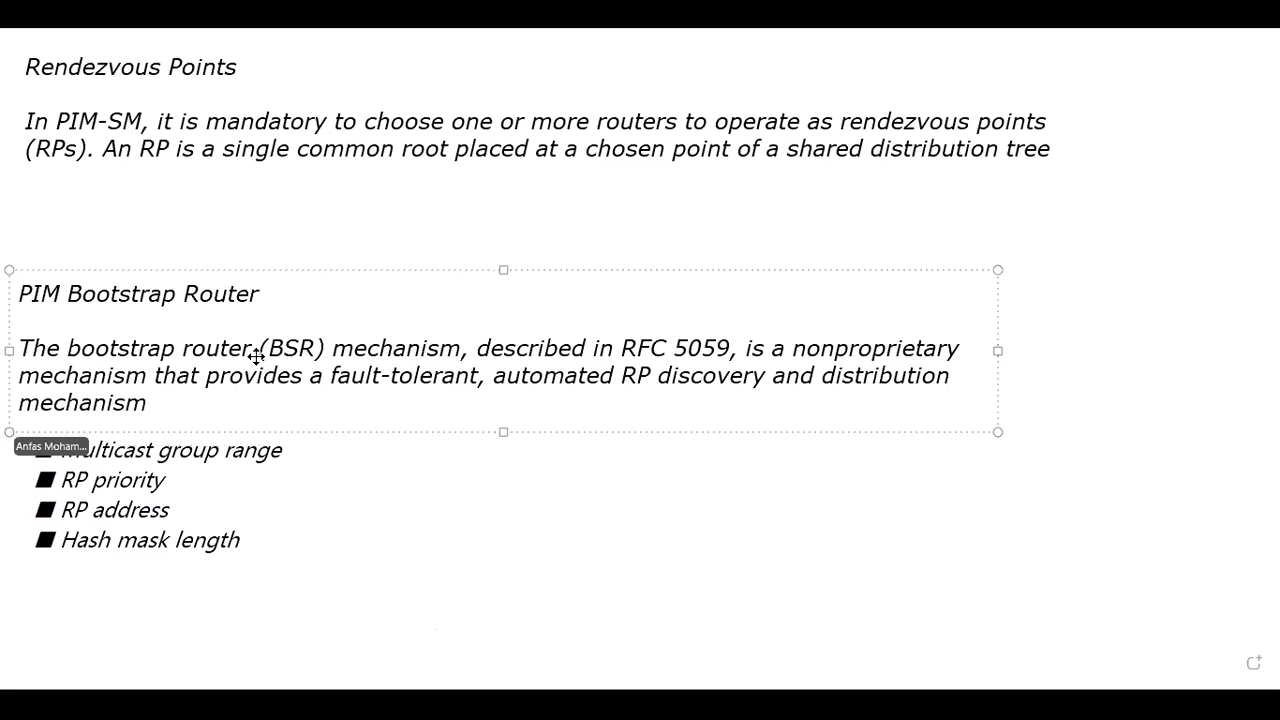 Rendezvous Points
In PIM-SM, it is mandatory to choose one or more routers to operate as rendezvous points
(RPs). An RP is a single common root placed at a chosen point of a shared distribution tree
PIM Bootstrap Router
The bootstrap router (BSR) mechanism, described in RFC 5059, is a nonproprietary
mechanism that provides a fault-tolerant, automated RP discovery and distribution
mechanism
Anfas Moham...
■ Multicast group range
■ RP priority
■ RP address
■ Hash mask length